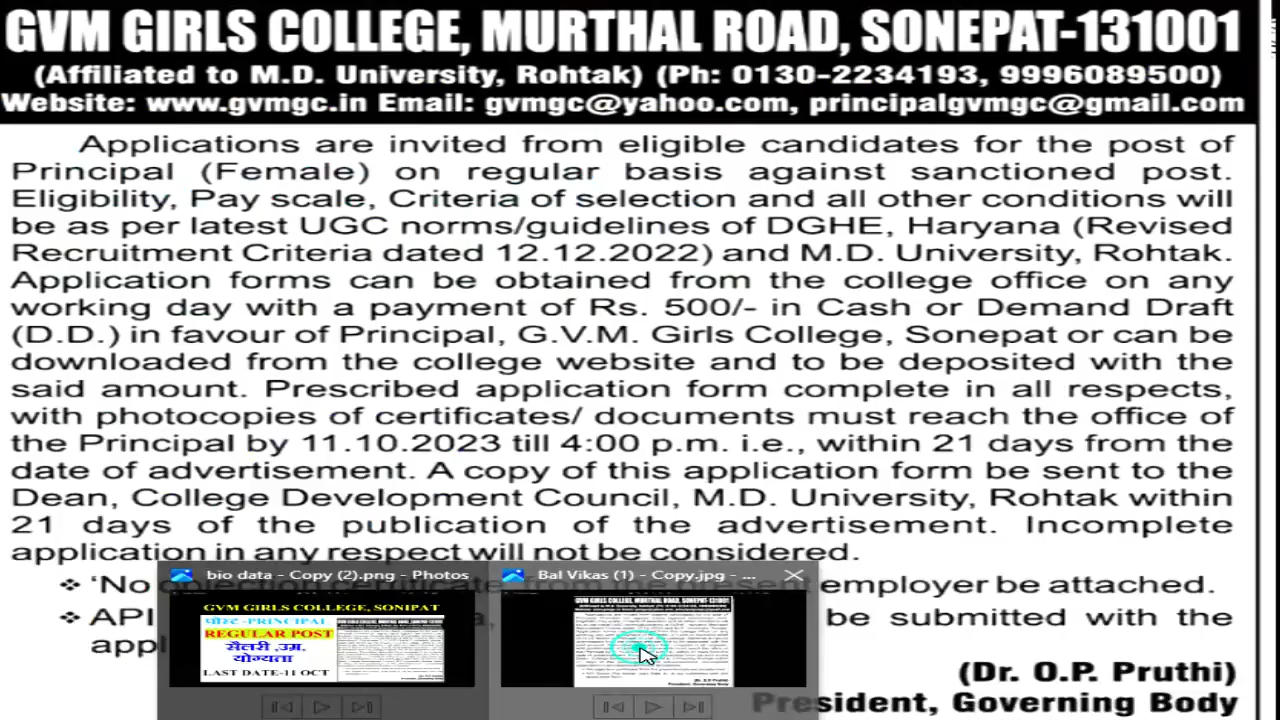 GVM GIRLS COLLEGE, MURTHAL ROAD, SONEPAT-131001
(Affiliated to M.D. University, Rohtak) (Ph: 0130-2234193, 9996089500)
Website: www.gvmgc.in Email: gvmgc@yahoo.com, principalgvmgc@gmail.com
Applications are invited from eligible candidates for the post of
Principal (Female) on regular basis against sanctioned post.
Eligibility, Pay scale, Criteria of selection and all other conditions will
be as per latest UGC norms/guidelines of DGHE, Haryana (Revised
Recruitment Criteria dated 12.12.2022) and M.D. University, Rohtak.
Application forms can be obtained from the college office on any
working day with a payment of Rs. 500/- in Cash or Demand Draft
(D.D.) in favour of Principal, G.V.M. Girls College, Sonepat or can be
downloaded from the college website and to be deposited with the
said amount. Prescribed application form complete in all respects,
with photocopies of certificates/ documents must reach the office of
the Principal by 11.10.2023 till 4:00 p.m. i.e., within 21 days from the
date of advertisement. A copy of this application form be sent to the
Dean, College Development Council, M.D. University, Rohtak within
21 days of the publication of the advertisement. Incomplete
application in any respect will not be considered.
❖ 'No employer be attached.
❖ API be submitted with the
(Dr. O.P. Pruthi)
President, Governing Body
bio data - Copy (2).png - Photos
Bal Vikas (1) - Copy.jpg - ...
GVM GIRLS COLLEGE, SONIPAT
पोस्ट -PRINCIPAL
REGULAR POST
सैलरी ,उम्र,
योग्यता
11 OCT
GVM GIRLS COLLEGE, MURTHAL ROAD, SONEPAT-131001